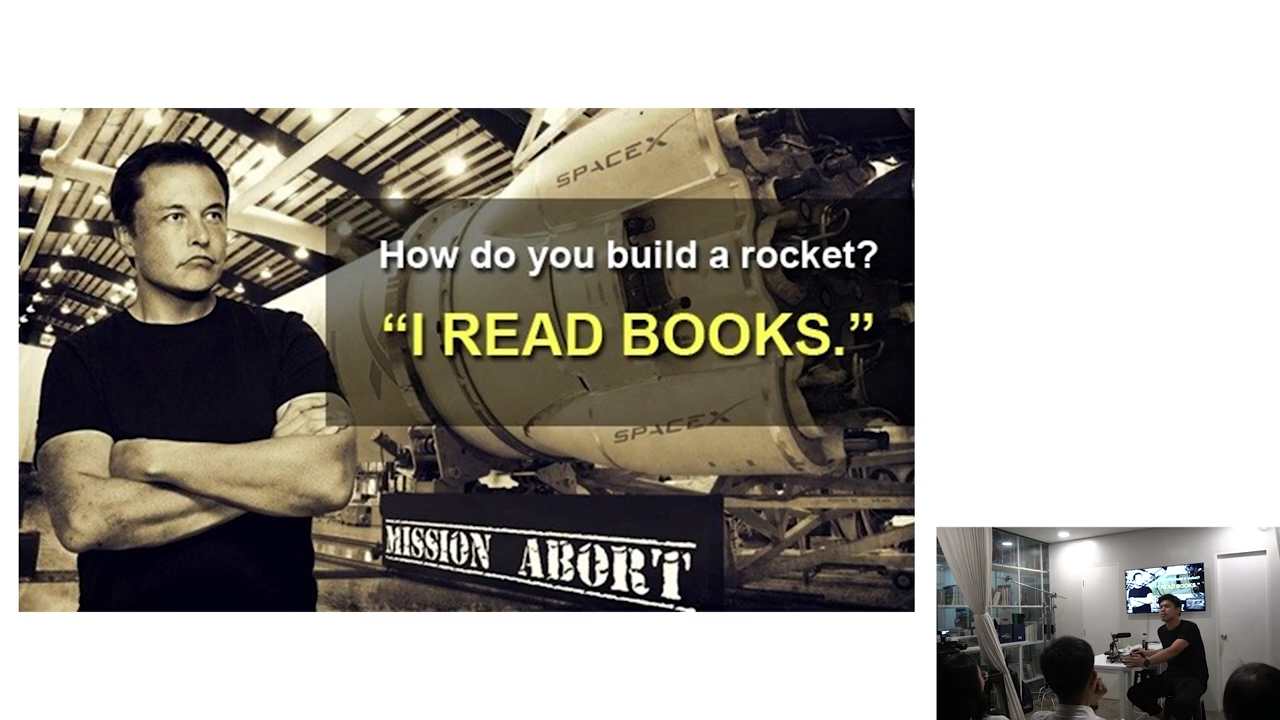 SPACEX
How do you build a rocket?
“I READ BOOKS.”
SPACEX
MISSION ABORT